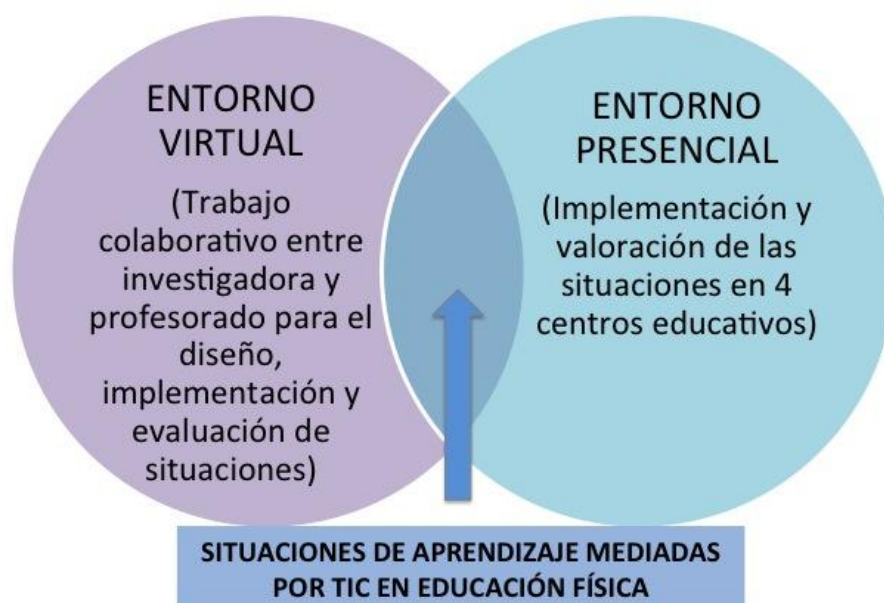 ENTORNO
VIRTUAL
(Trabajo
colaborativo entre
investigadora y
profesorado para el
diseño,
implementación y
evaluación de
situaciones)
ENTORNO
PRESENCIAL
(Implementación y
valoración de las
situaciones en 4
centros educativos)
SITUACIONES DE APRENDIZAJE MEDIADAS
POR TIC EN EDUCACIÓN FÍSICA